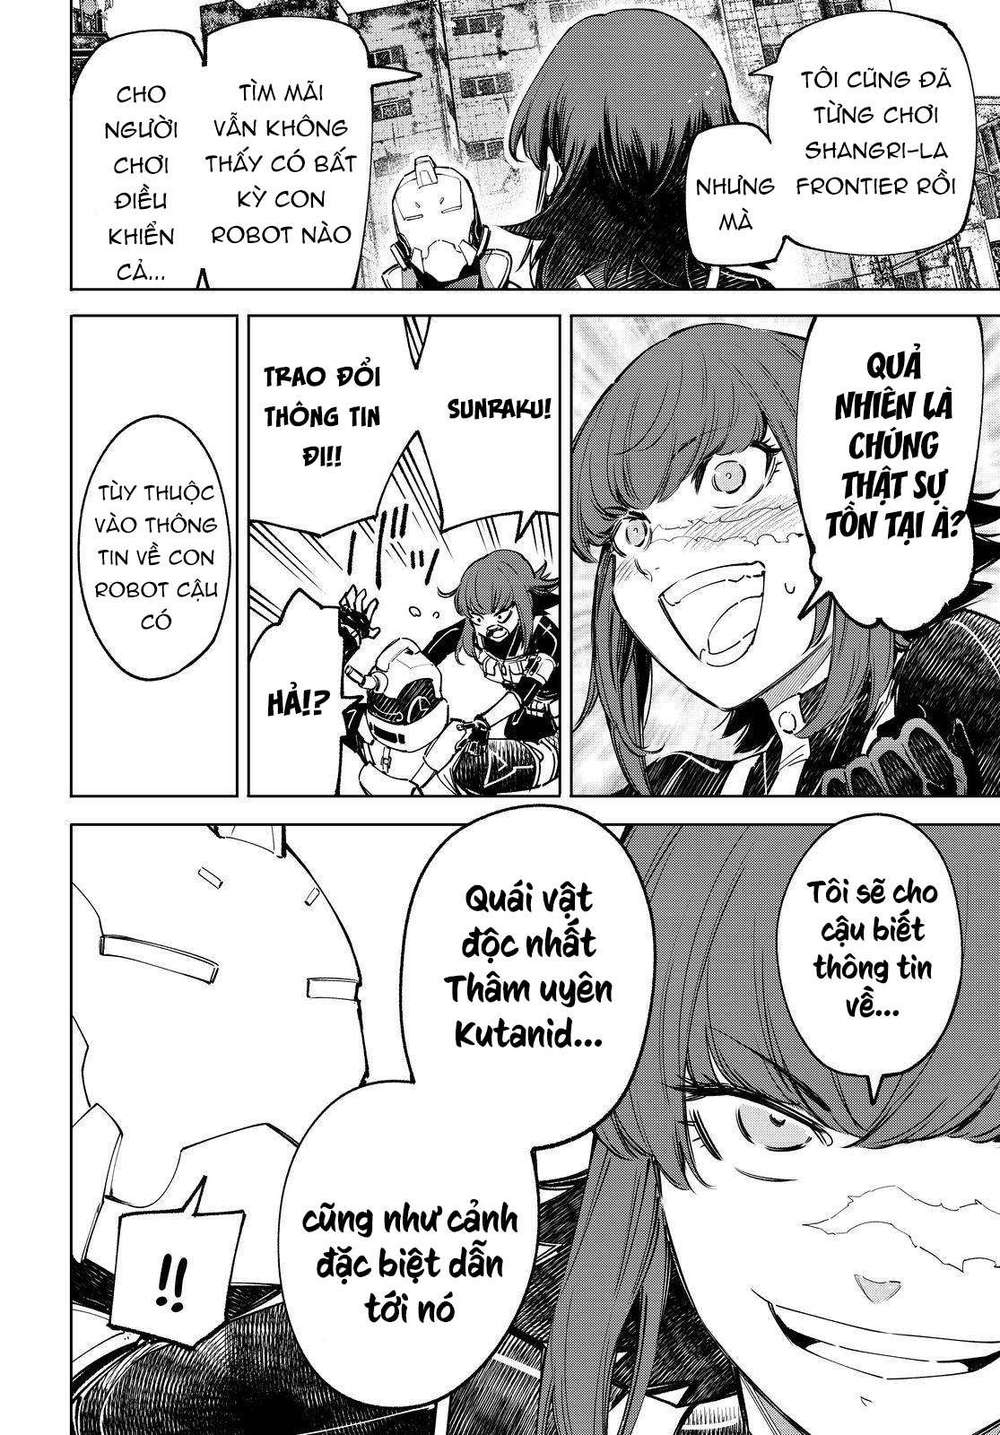 TÔI CŨNG ĐÃ
TỪNG CHƠI
SHANGRI-LA
FRONTIER RỒI
NHƯNG
MÀ
TÌM MÃI
VẪN KHÔNG
THẤY CÓ BẤT
KỲ CON
ROBOT NÀO
CHO
NGƯỜI
CHƠI
ĐIỀU
KHIỂN
CẢ...
QUẢ
NHIÊN LÀ
CHÚNG
THẬT SỰ
TỒN TẠI À?
SUNRAKU!
TRAO ĐỔI
THÔNG TIN
ĐI!!
HẢ!?
TÙY THUỘC
VÀO THÔNG
TIN VỀ CON
ROBOT CẬU
CÓ
Tôi sẽ cho
cậu biết
thông tin
về...
Quái vật
độc nhất
Thâm uyên
Kutanid...
cũng như cảnh
đặc biệt dẫn
tới nó
!!